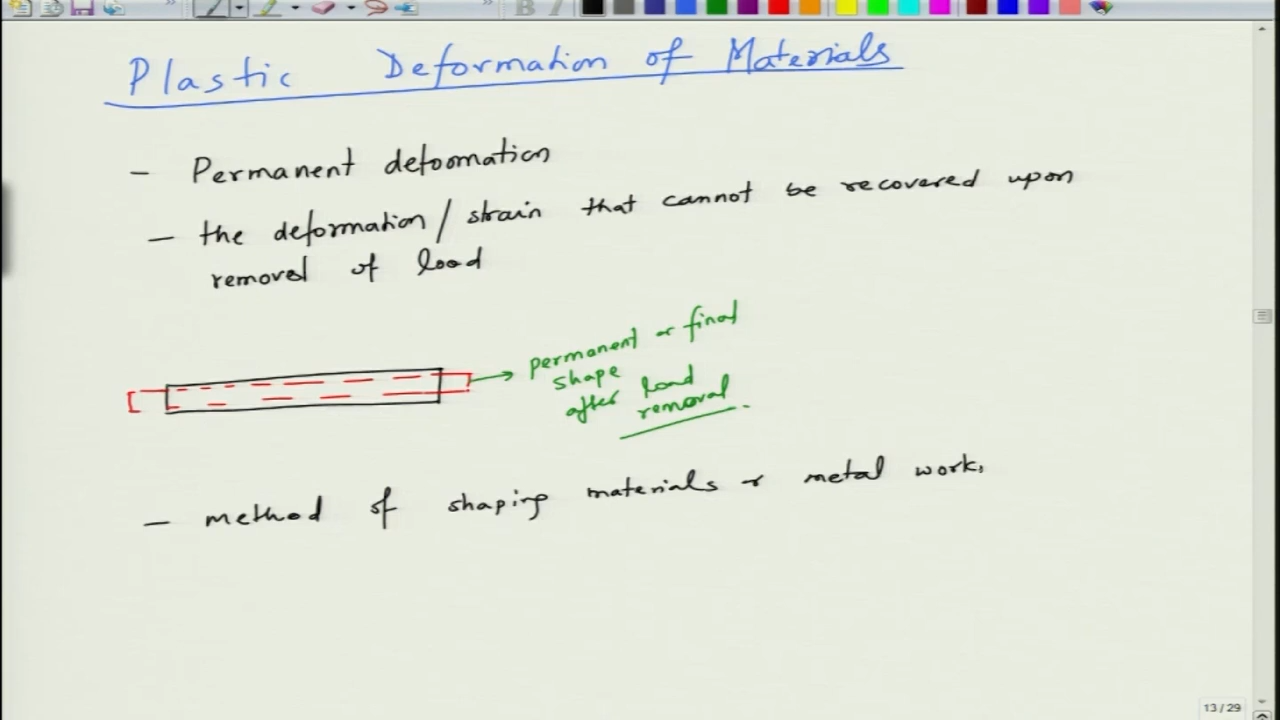 Plastic Deformation of Materials
- Permanent deformation
- the deformation / strain that cannot be recovered upon
removal of load
permanent or final
shape
after load
removal.
- method of shaping materials or metal work.
13 / 29